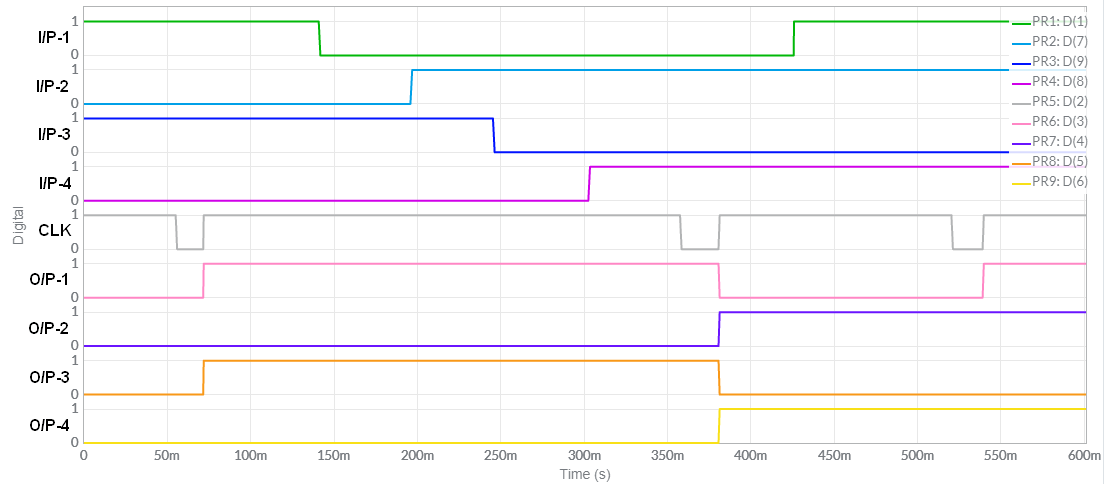 I/P-1
1
0
I/P-2
1
0
I/P-3
1
0
I/P-4
1
0
CLK
1
0
O/P-1
1
0
O/P-2
1
0
O/P-3
1
0
O/P-4
1
0
Digital
PR1: D(1)
PR2: D(7)
PR3: D(9)
PR4: D(8)
PR5: D(2)
PR6: D(3)
PR7: D(4)
PR8: D(5)
PR9: D(6)
0 50m 100m 150m 200m 250m 300m 350m 400m 450m 500m 550m 600m
Time (s)